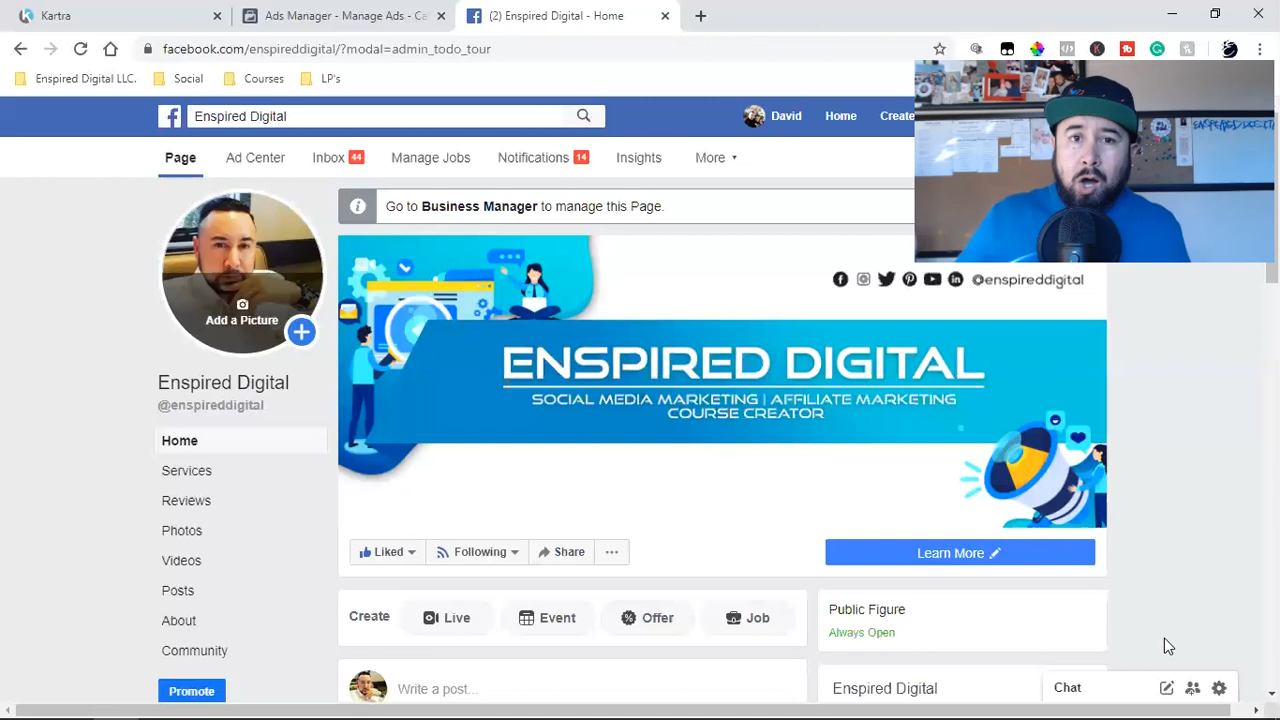 Kartra
Ads Manager - Manage Ads - Ca
(2) Enspired Digital - Home
facebook.com/enspireddigital/?modal=admin_todo_tour
Enspired Digital LLC.
Social
Courses
LP's
Enspired Digital
David
Home
Create
Page
Ad Center
Inbox 44
Manage Jobs
Notifications 14
Insights
More
Go to Business Manager to manage this Page.
Add a Picture
@enspireddigital
ENSPIRED DIGITAL
SOCIAL MEDIA MARKETING | AFFILIATE MARKETING
COURSE CREATOR
Enspired Digital
@enspireddigital
Home
Services
Reviews
Photos
Videos
Posts
About
Community
Promote
Liked
Following
Share
Learn More
Create
Live
Event
Offer
Job
Write a post...
Public Figure
Always Open
Enspired Digital
Chat